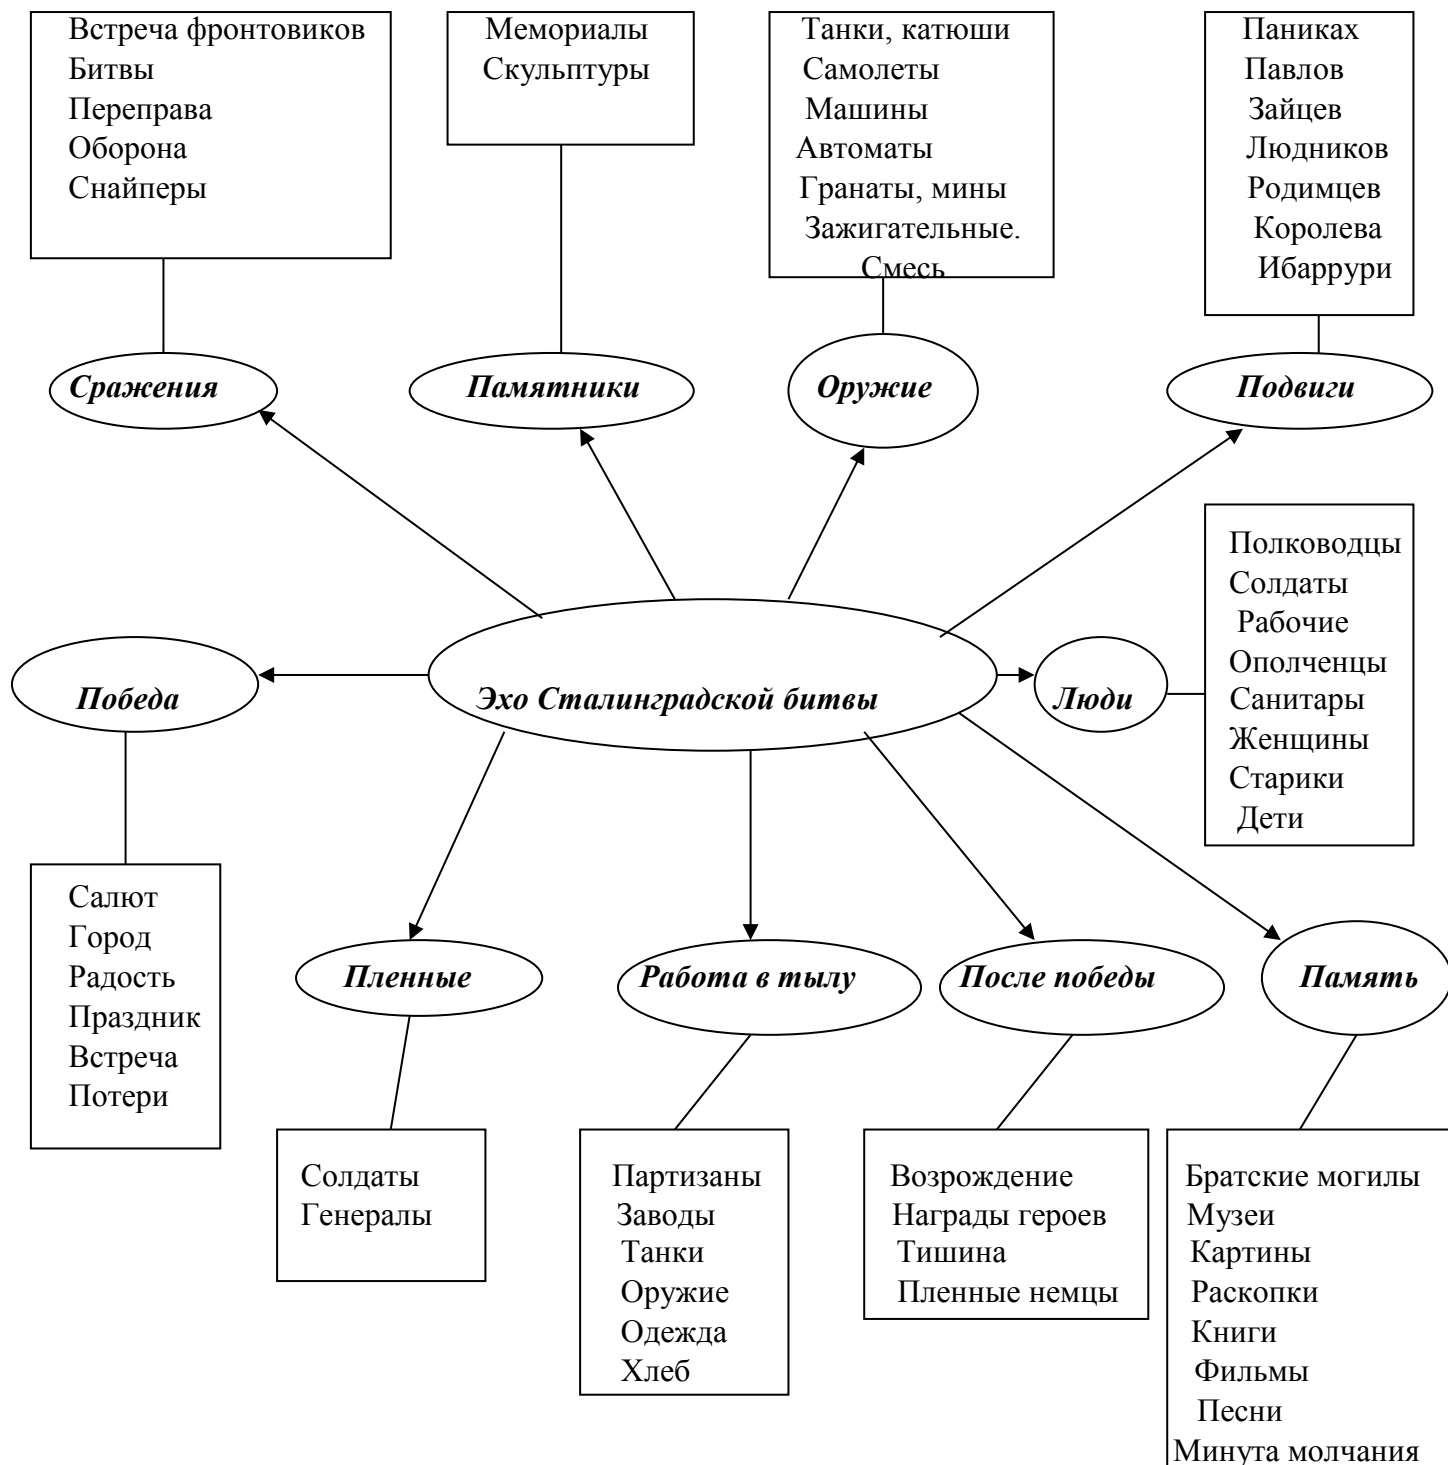 Встреча фронтовиков
Битвы
Переправа
Оборона
Снайперы
Мемориалы
Скульптуры
Танки, катюши
Самолеты
Машины
Автоматы
Гранаты, мины
Зажигательные.
Смесь
Паниках
Павлов
Зайцев
Людников
Родимцев
Королева
Ибаррури
Сражения
Памятники
Оружие
Подвиги
Полководцы
Солдаты
Рабочие
Ополченцы
Санитары
Женщины
Старики
Дети
Победа
Эхо Сталинградской битвы
Люди
Салют
Город
Радость
Праздник
Встреча
Потери
Пленные
Работа в тылу
После победы
Память
Солдаты
Генералы
Партизаны
Заводы
Танки
Оружие
Одежда
Хлеб
Возрождение
Награды героев
Тишина
Пленные немцы
Братские могилы
Музеи
Картины
Раскопки
Книги
Фильмы
Песни
Минута молчания